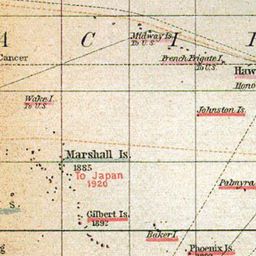 Midway Is.
To U.S.
A C I I
French Frigate I.
To U.S.
Cancer
Haw
Hono
Wake I.
To U.S.
Johnston Is.
Marshall Is.
1885
To Japan
1920
Palmyra
S.
Gilbert Is.
1892
Baker I.
Phoenix Is.